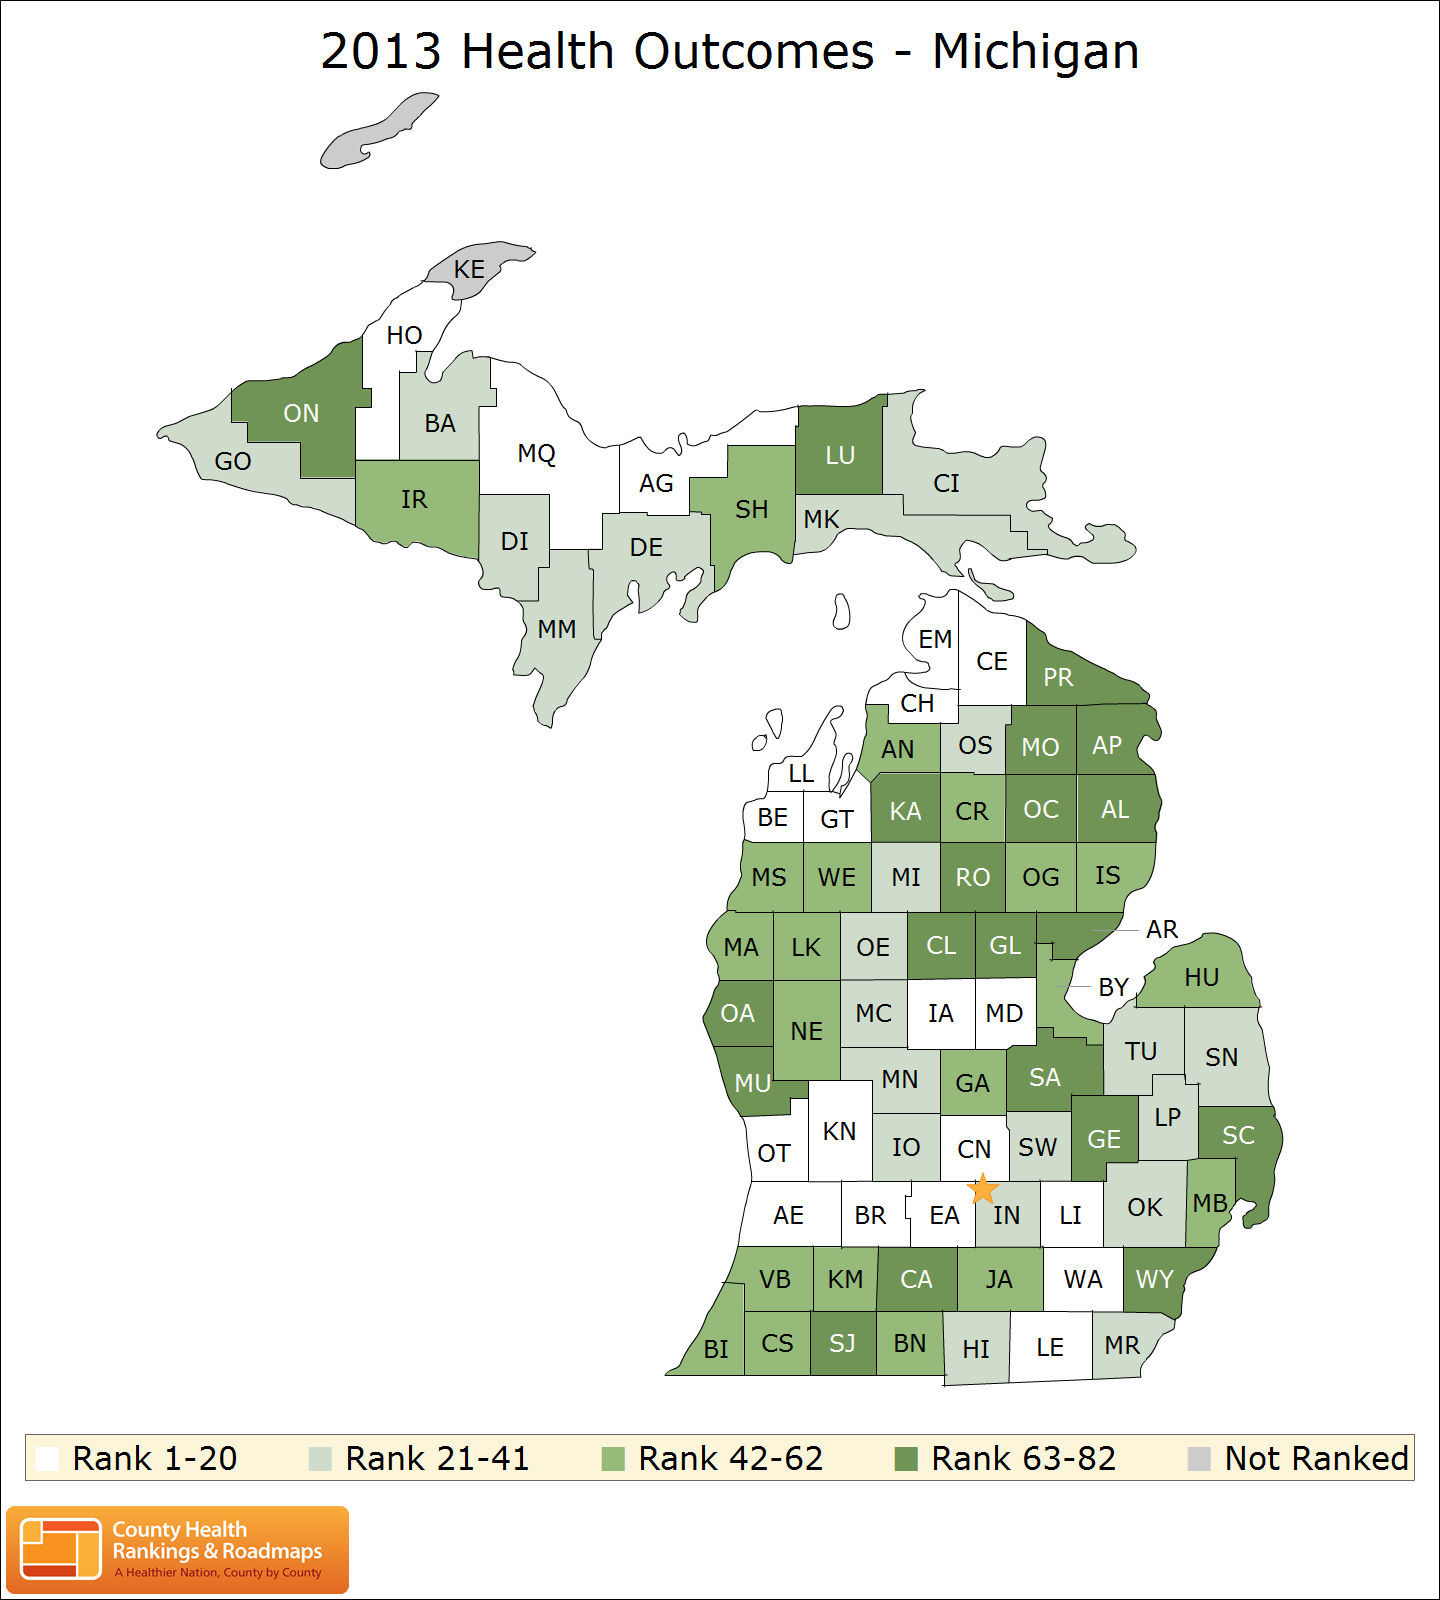 2013 Health Outcomes - Michigan
KE
HO
ON
BA
GO
MQ
LU
AG
CI
IR
SH
MK
DI
DE
MM
EM
CE
PR
CH
AN
OS
MO
AP
LL
BE
GT
KA
CR
OC
AL
MS
WE
MI
RO
OG
IS
AR
MA
LK
OE
CL
GL
HU
BY
OA
NE
MC
IA
MD
TU
SN
MU
MN
GA
SA
LP
KN
OT
IO
CN
SW
GE
SC
AE
BR
EA
IN
LI
OK
MB
VB
KM
CA
JA
WA
WY
BI
CS
SJ
BN
HI
LE
MR
Rank 1-20 Rank 21-41 Rank 42-62 Rank 63-82 Not Ranked
County Health
Rankings & Roadmaps
A Healthier Nation, County by County